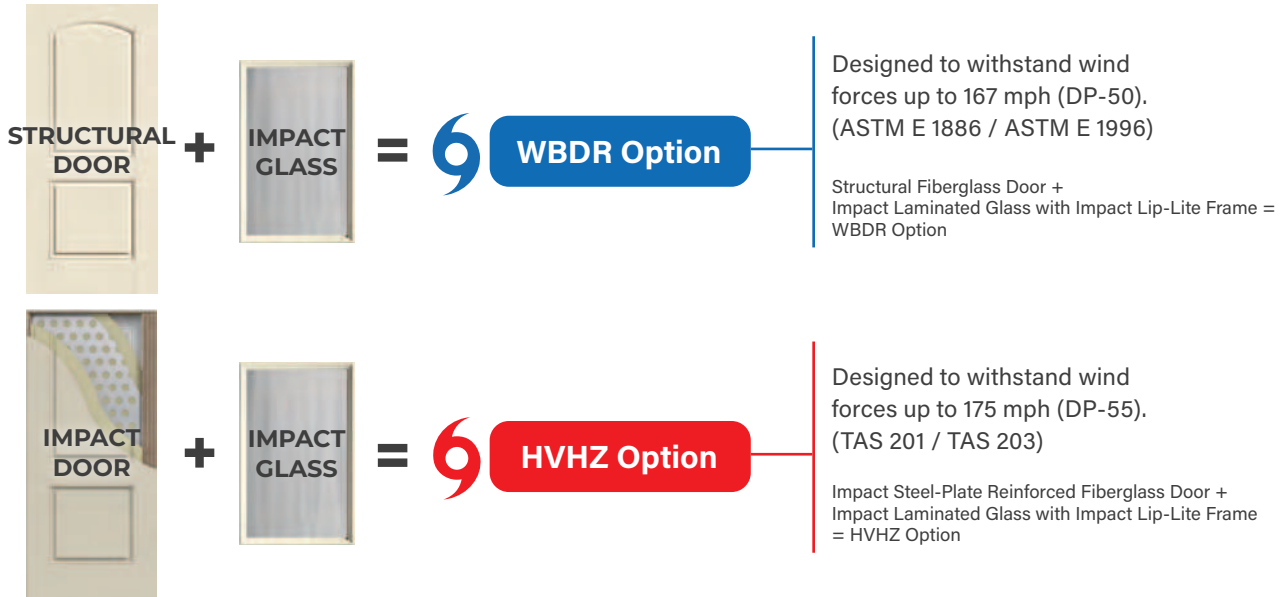 STRUCTURAL
DOOR
+
IMPACT
GLASS
=
WBDR Option
Designed to withstand wind
forces up to 167 mph (DP-50).
(ASTM E 1886 / ASTM E 1996)
Structural Fiberglass Door +
Impact Laminated Glass with Impact Lip-Lite Frame =
WBDR Option
IMPACT
DOOR
+
IMPACT
GLASS
=
HVHZ Option
Designed to withstand wind
forces up to 175 mph (DP-55).
(TAS 201 / TAS 203)
Impact Steel-Plate Reinforced Fiberglass Door +
Impact Laminated Glass with Impact Lip-Lite Frame
= HVHZ Option